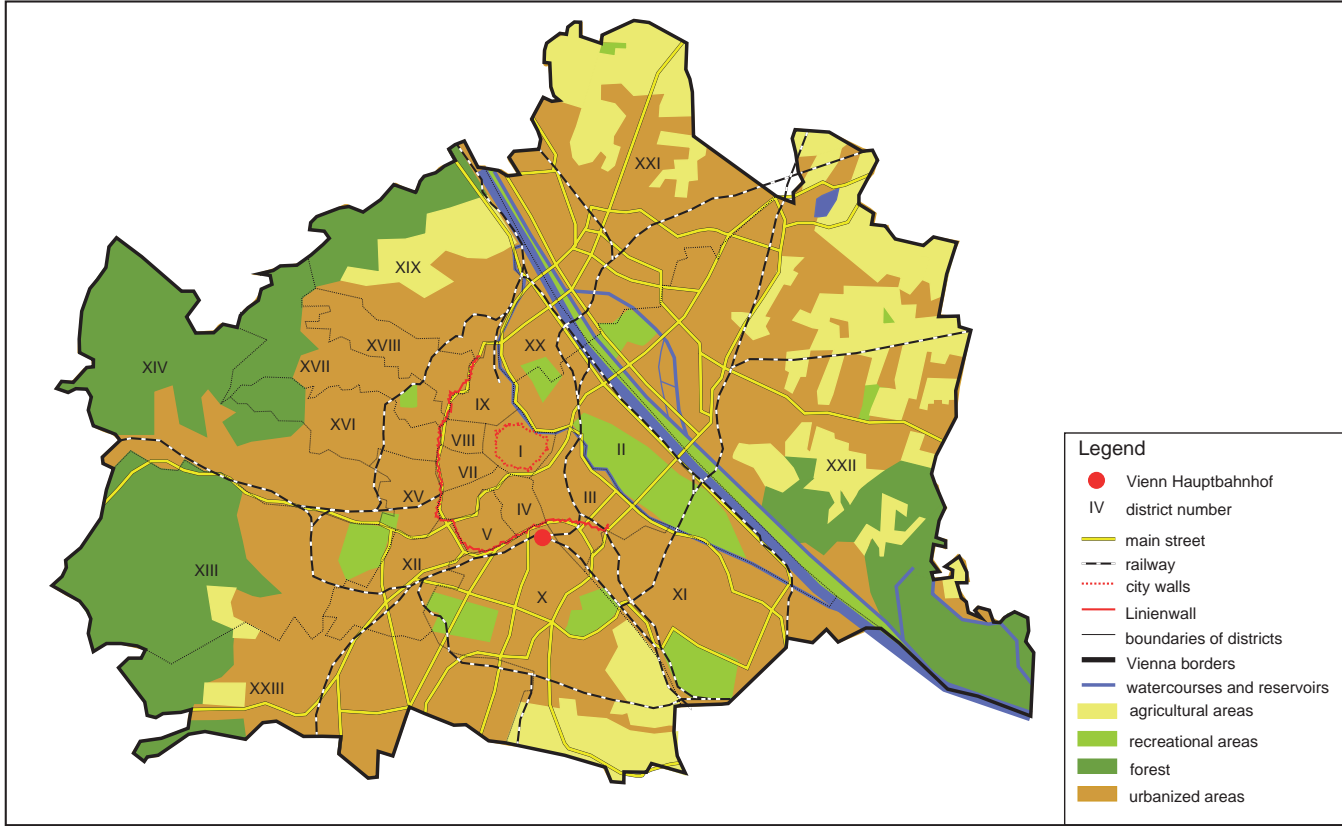 XXI
XIX
XVIII
XX
XIV
XVII
IX
XVI
VIII
I
II
VII
XXII
XV
IV
III
V
XII
XIII
X
XI
XXIII
Legend
Vienn Hauptbahnhof
IV district number
main street
railway
city walls
Linienwall
boundaries of districts
Vienna borders
watercourses and reservoirs
agricultural areas
recreational areas
forest
urbanized areas